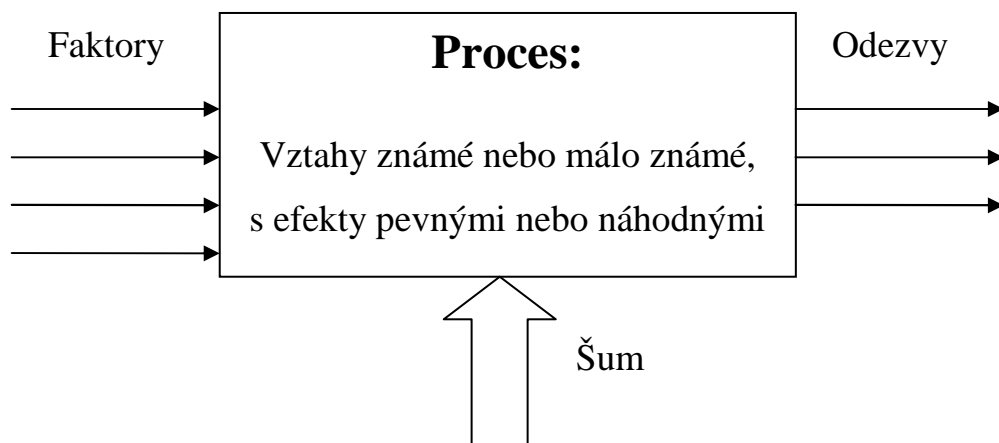 Faktory
Proces:
Odezvy
Vztahy známé nebo málo známé,
s efekty pevnými nebo náhodnými
Šum